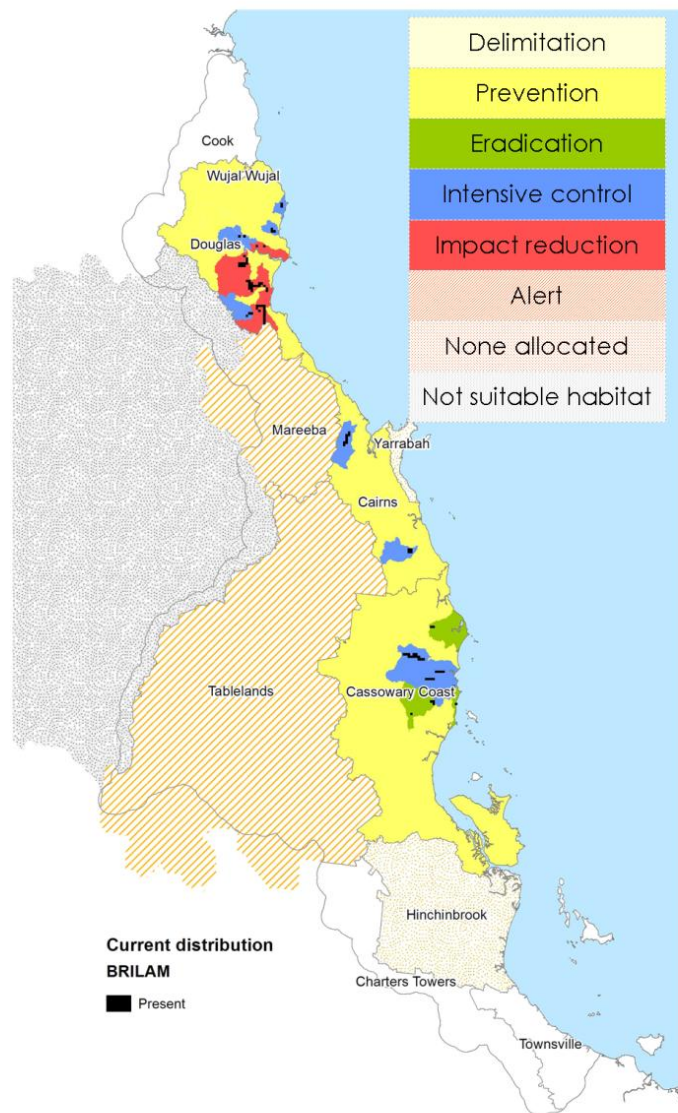 Delimitation
Prevention
Eradication
Intensive control
Impact reduction
Alert
None allocated
Not suitable habitat
Cook
Wujal Wujal
Douglas
Mareeba
Yarrabah
Cairns
Tablelands
Cassowary Coast
Hinchinbrook
Current distribution
BRILAM
Present
Charters Towers
Townsville